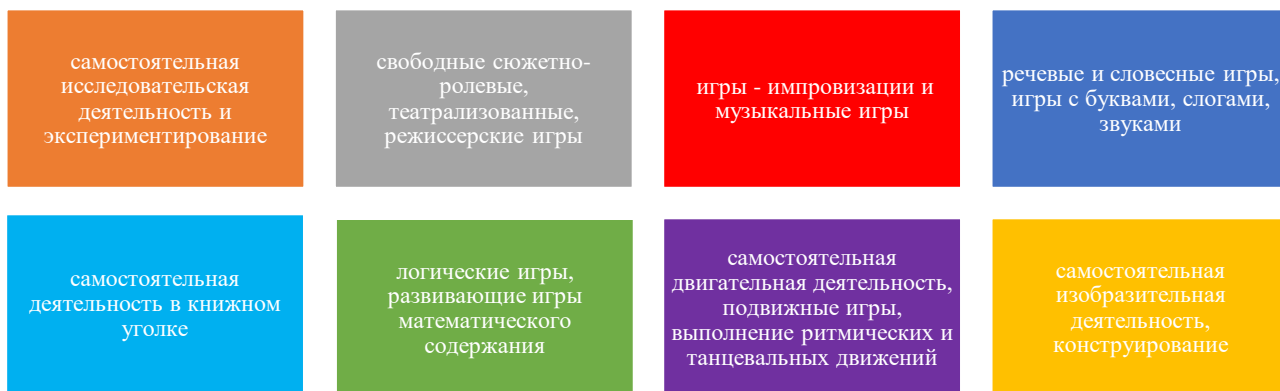 самостоятельная
исследовательская
деятельность и
экспериментирование
свободные сюжетно-
ролевые,
театрализованные,
режиссерские игры
игры - импровизации и
музыкальные игры
речевые и словесные игры,
игры с буквами, слогами,
звуками
самостоятельная
деятельность в книжном
уголке
логические игры,
развивающие игры
математического
содержания
самостоятельная
двигательная деятельность,
подвижные игры,
выполнение ритмических и
танцевальных движений
самостоятельная
изобразительная
деятельность,
конструирование